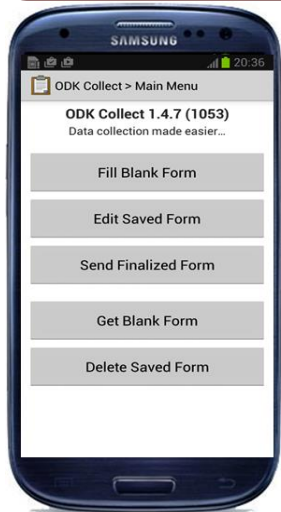 SAMSUNG
20:36
ODK Collect > Main Menu
ODK Collect 1.4.7 (1053)
Data collection made easier...
Fill Blank Form
Edit Saved Form
Send Finalized Form
Get Blank Form
Delete Saved Form